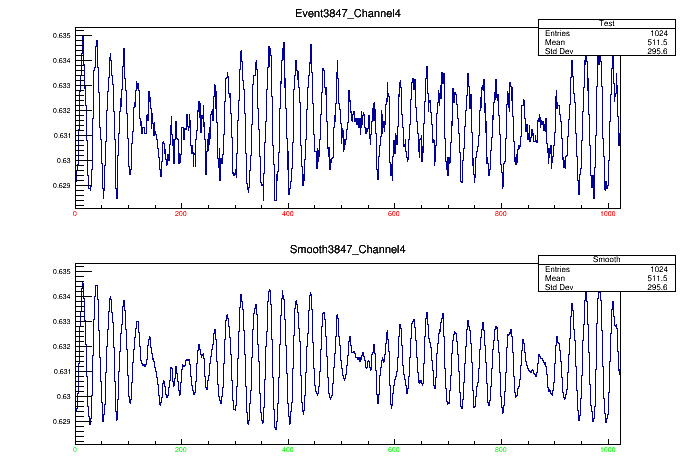 Event3847_Channel4
Test
Entries 1024
Mean 511.5
Std Dev 295.6
0.635
0.634
0.633
0.632
0.631
0.63
0.629
0 200 400 600 800 1000
Smooth3847_Channel4
Smooth
Entries 1024
Mean 511.5
Std Dev 295.6
0.635
0.634
0.633
0.632
0.631
0.63
0.629
0 200 400 600 800 1000